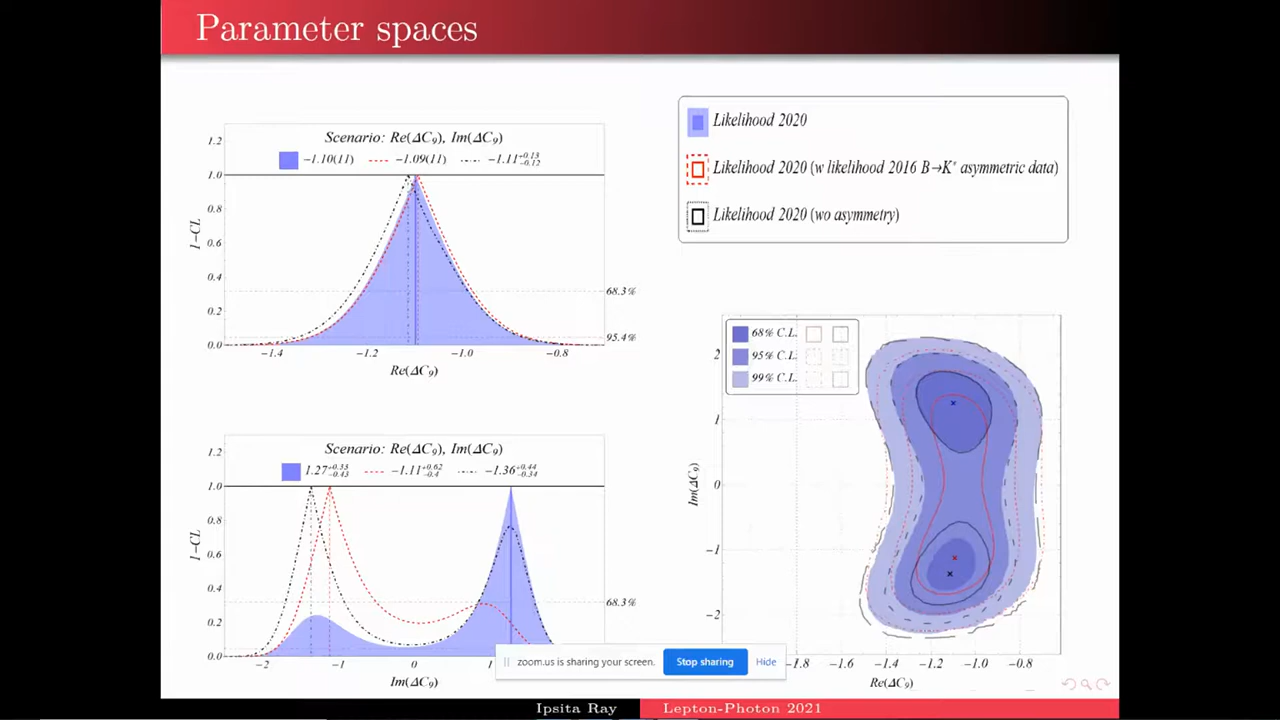 Parameter spaces
Scenario: Re(ΔC₉), Im(ΔC₉)
−1.10(11) −1.09(11) −1.11+0.13−0.12
1.2
1.0
0.8
0.6
0.4
0.2
0.0
1−CL
68.3%
95.4%
−1.4 −1.2 −1.0 −0.8
Re(ΔC₉)
Likelihood 2020
Likelihood 2020 (w likelihood 2016 B→K* asymmetric data)
Likelihood 2020 (wo asymmetry)
Scenario: Re(ΔC₉), Im(ΔC₉)
1.27+0.33−0.43 −1.11+0.62−0.4 −1.36+0.44−0.34
1.2
1.0
0.8
0.6
0.4
0.2
0.0
1−CL
68.3%
−2 −1 0 1
Im(ΔC₉)
68% C.L.
95% C.L.
99% C.L.
2
1
0
−1
−2
Im(ΔC₉)
−1.8 −1.6 −1.4 −1.2 −1.0 −0.8
Re(ΔC₉)
zoom.us is sharing your screen. Stop sharing Hide
Ipsita Ray Lepton-Photon 2021